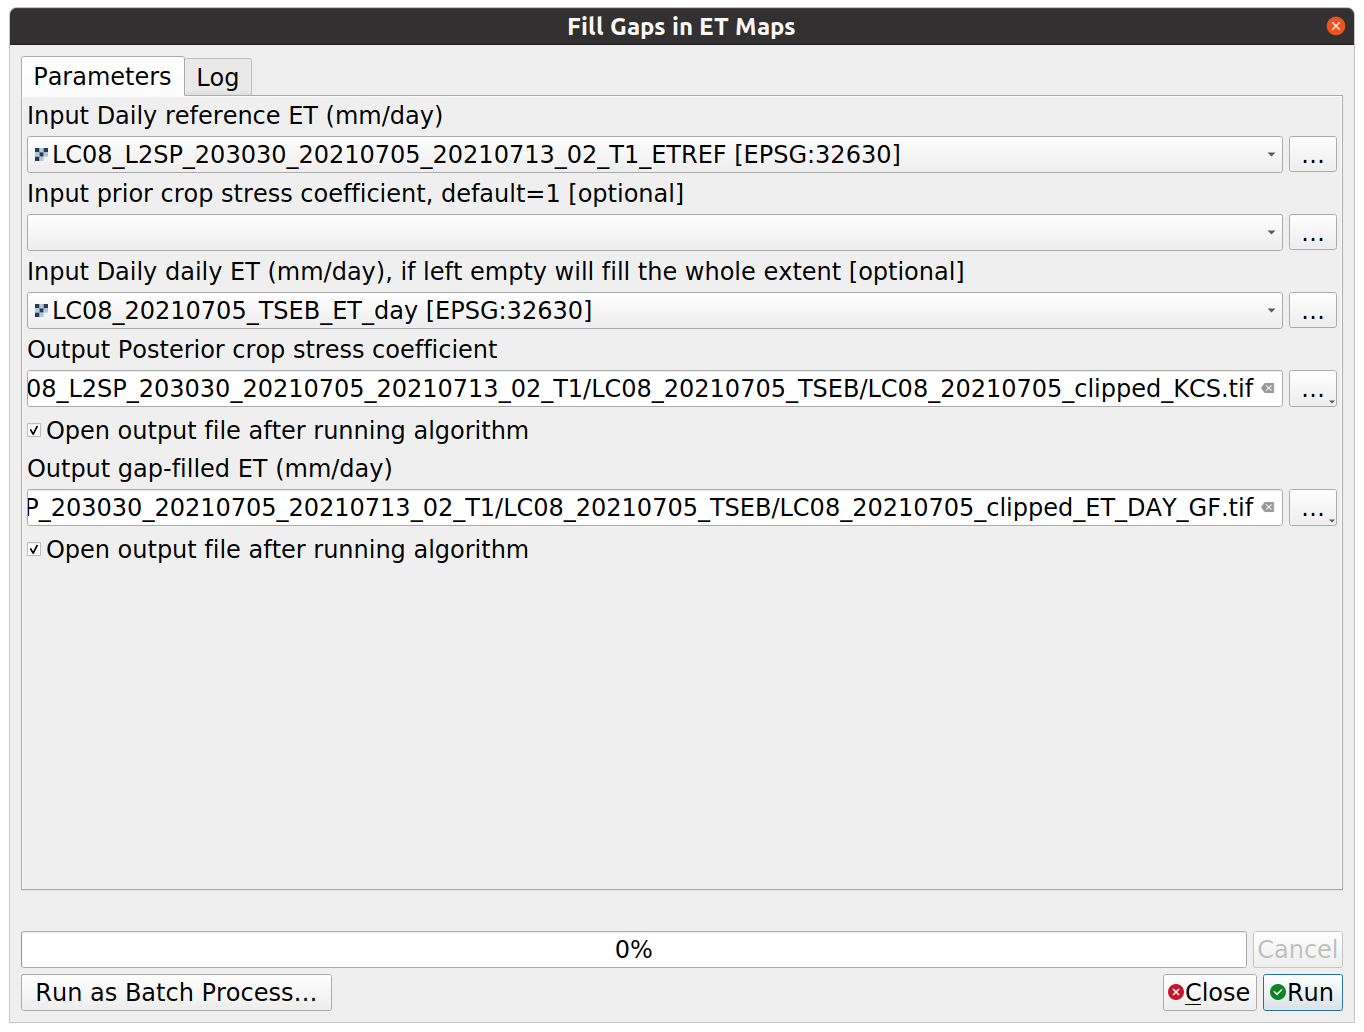 Fill Gaps in ET Maps
Parameters Log
Input Daily reference ET (mm/day)
LC08_L2SP_203030_20210705_20210713_02_T1_ETREF [EPSG:32630] ...
Input prior crop stress coefficient, default=1 [optional]
...
Input Daily daily ET (mm/day), if left empty will fill the whole extent [optional]
LC08_20210705_TSEB_ET_day [EPSG:32630] ...
Output Posterior crop stress coefficient
08_L2SP_203030_20210705_20210713_02_T1/LC08_20210705_TSEB/LC08_20210705_clipped_KCS.tif ...
Open output file after running algorithm
Output gap-filled ET (mm/day)
P_203030_20210705_20210713_02_T1/LC08_20210705_TSEB/LC08_20210705_clipped_ET_DAY_GF.tif ...
Open output file after running algorithm
0% Cancel
Run as Batch Process... Close Run